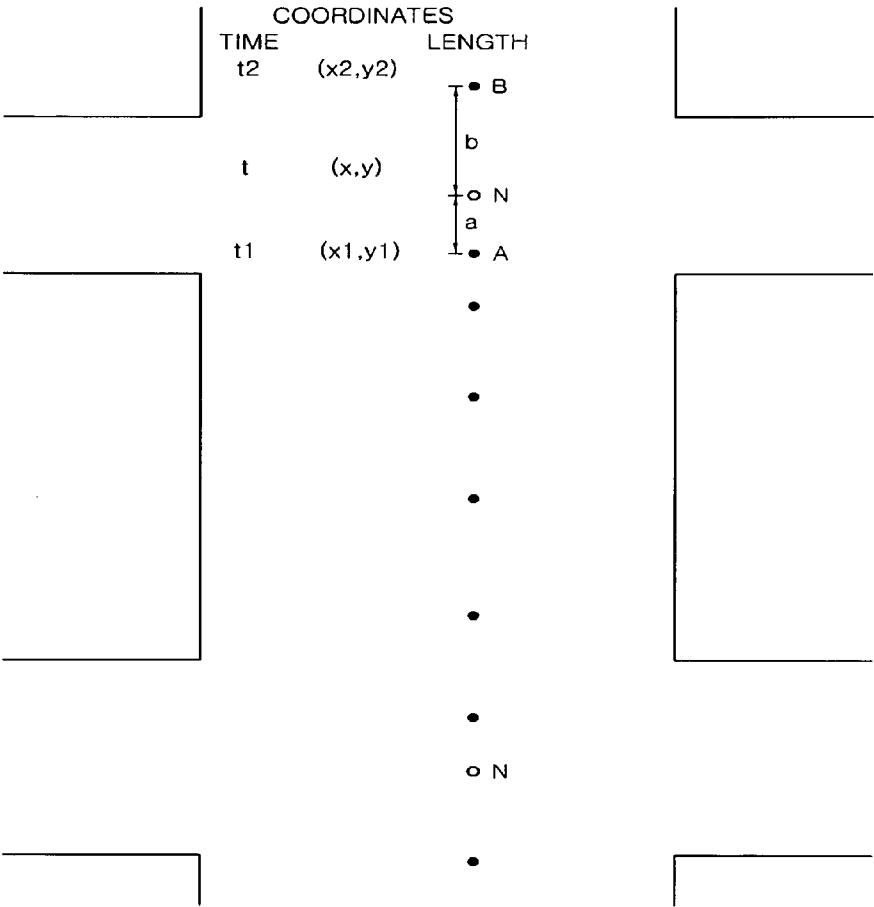 COORDINATES
TIME LENGTH
t2 (x2,y2)
B
b
t (x,y)
N
a
t1 (x1,y1) A
N